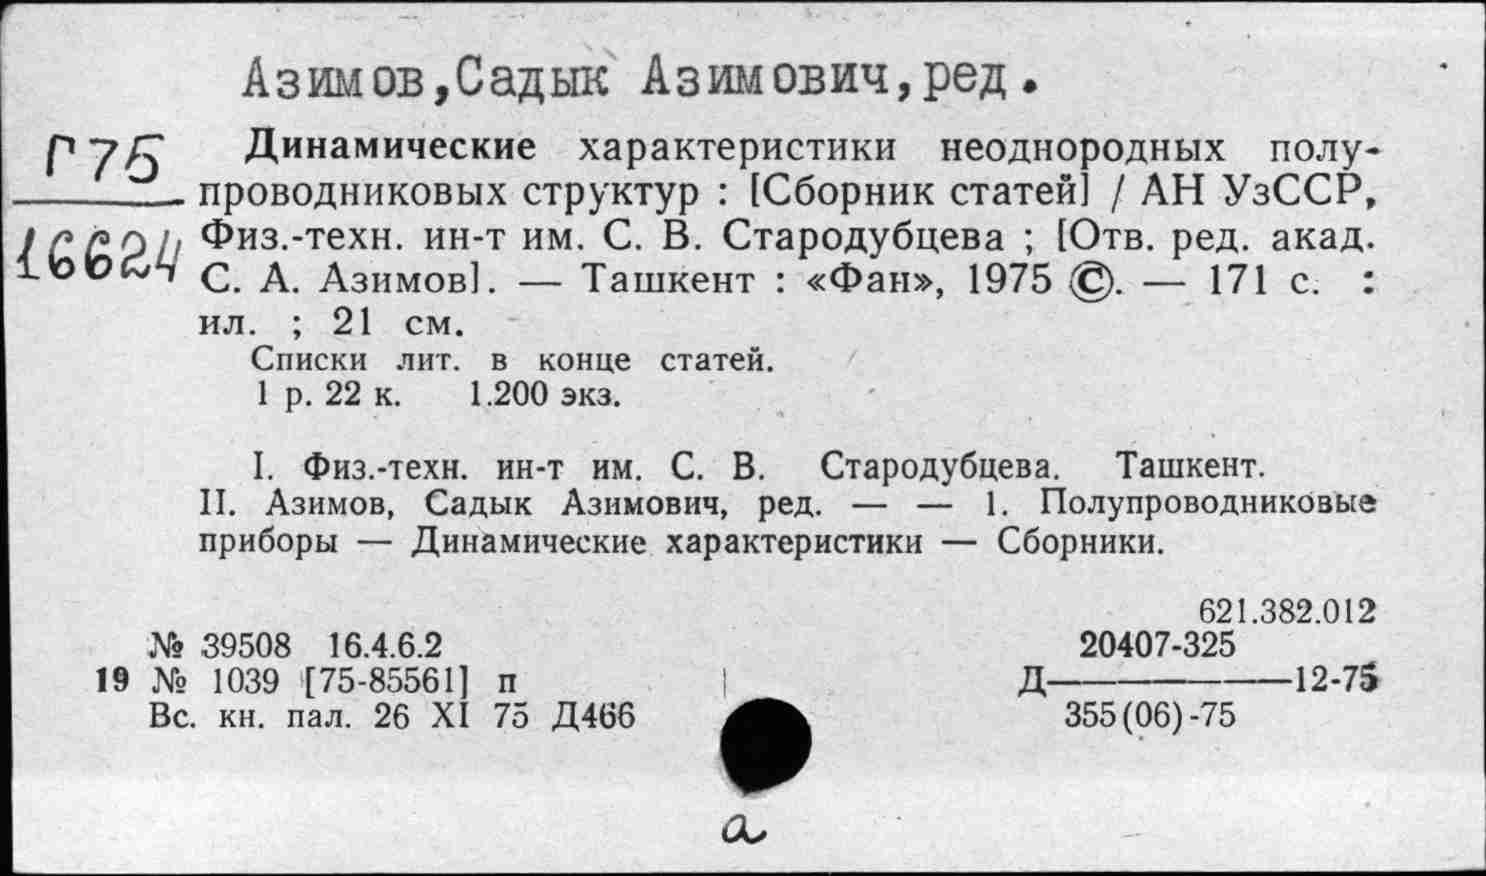 Азимов,Садык Азимович,ред.
Г75
16624
Динамические характеристики неоднородных полу-
проводниковых структур : [Сборник статей] / АН УзССР,
Физ.-техн. ин-т им. С. В. Стародубцева ; [Отв. ред. акад.
С. А. Азимов]. — Ташкент : «Фан», 1975 ©. — 171 с. :
ил. ; 21 см.
Списки лит. в конце статей.
1 р. 22 к. 1.200 экз.
I. Физ.-техн. ин-т им. С. В. Стародубцева. Ташкент.
II. Азимов, Садык Азимович, ред. — — 1. Полупроводниковые
приборы — Динамические характеристики — Сборники.
621.382.012
№ 39508 16.4.6.2
20407-325
19 № 1039 [75-85561] п
Д—12-75
Вс. кн. пал. 26 XI 75 Д466
355(06)-75
а